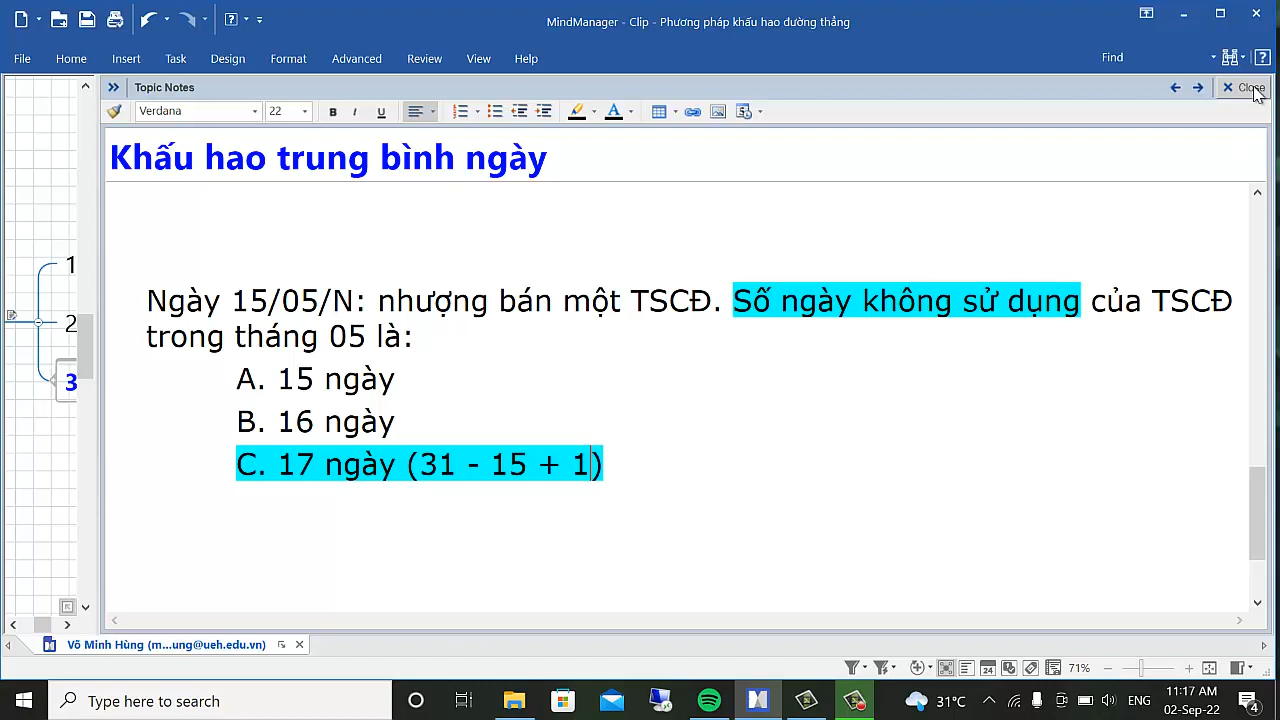 MindManager - Clip - Phương pháp khấu hao đường thẳng
File Home Insert Task Design Format Advanced Review View Help Find
Topic Notes Close
Verdana 22 B I U A
Khấu hao trung bình ngày
1
2
3
Ngày 15/05/N: nhượng bán một TSCĐ. Số ngày không sử dụng của TSCĐ
trong tháng 05 là:
A. 15 ngày
B. 16 ngày
C. 17 ngày (31 - 15 + 1)
Võ Minh Hùng (m...ung@ueh.edu.vn)
24 71%
Type here to search 31°C ENG 11:17 AM
02-Sep-22 4